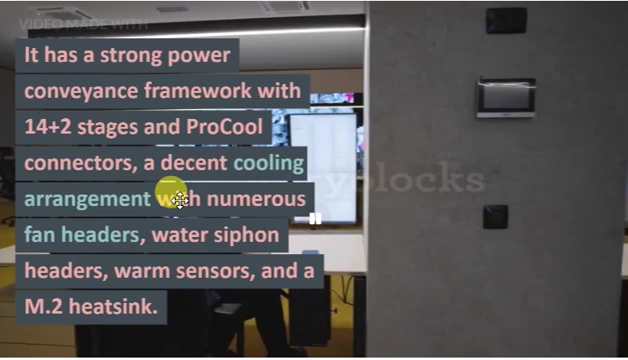 VIDEO MADE WITH
It has a strong power
conveyance framework with
14+2 stages and ProCool
connectors, a decent cooling
arrangement with numerous
fan headers, water siphon
headers, warm sensors, and a
M.2 heatsink.